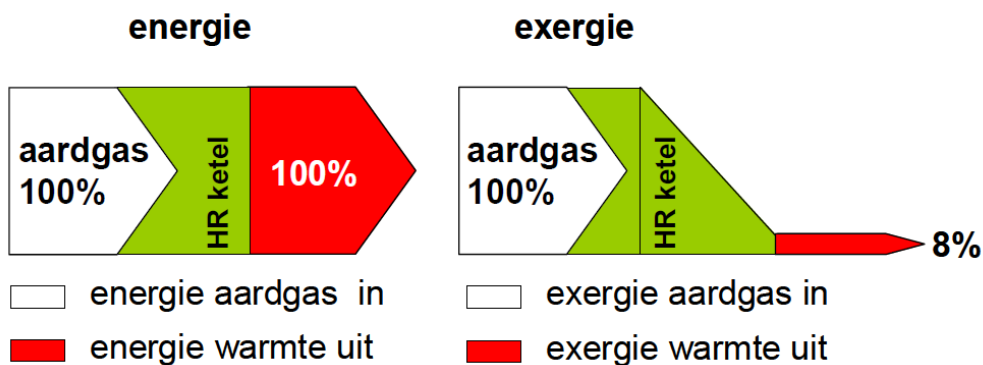 energie
exergie
aardgas
100%
HR ketel
100%
aardgas
100%
HR ketel
8%
energie aardgas in
energie warmte uit
exergie aardgas in
exergie warmte uit